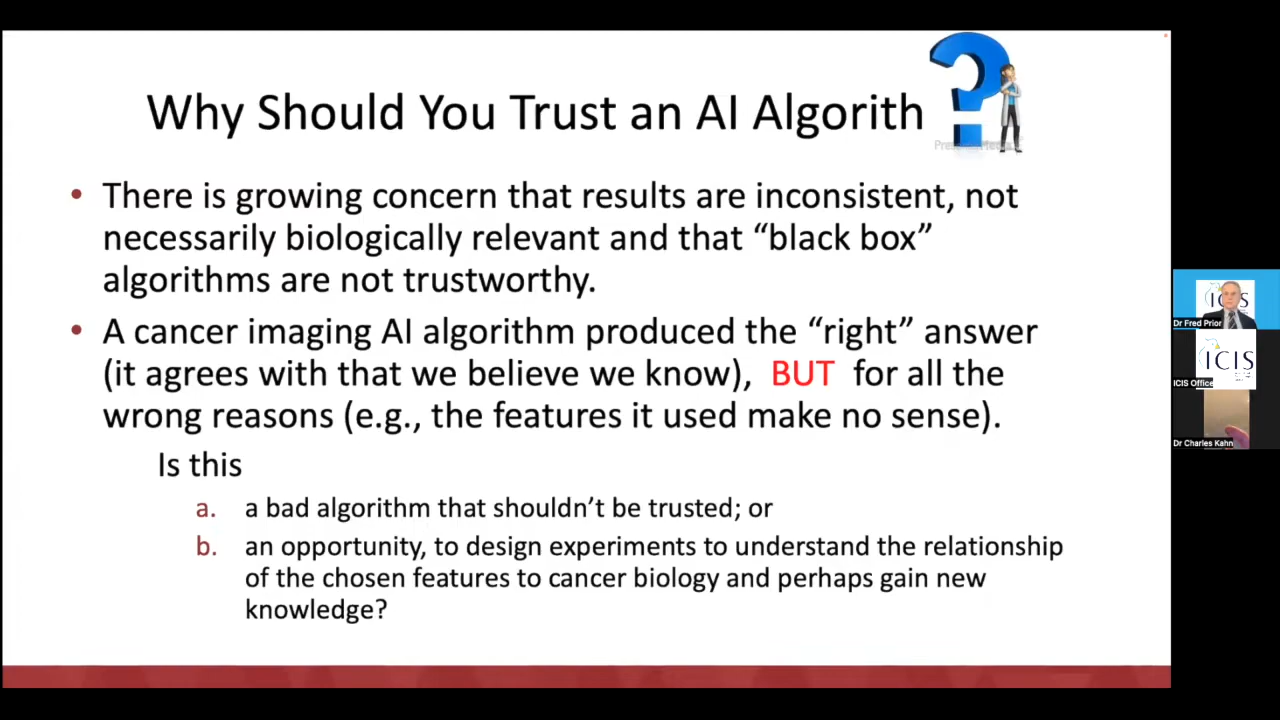 Why Should You Trust an AI Algorith
There is growing concern that results are inconsistent, not
necessarily biologically relevant and that “black box”
algorithms are not trustworthy.
A cancer imaging AI algorithm produced the “right” answer
(it agrees with that we believe we know), BUT for all the
wrong reasons (e.g., the features it used make no sense).
Is this
a. a bad algorithm that shouldn’t be trusted; or
b. an opportunity, to design experiments to understand the relationship
of the chosen features to cancer biology and perhaps gain new
knowledge?
Dr Fred Prior
ICIS
ICIS Office
Dr Charles Kahn